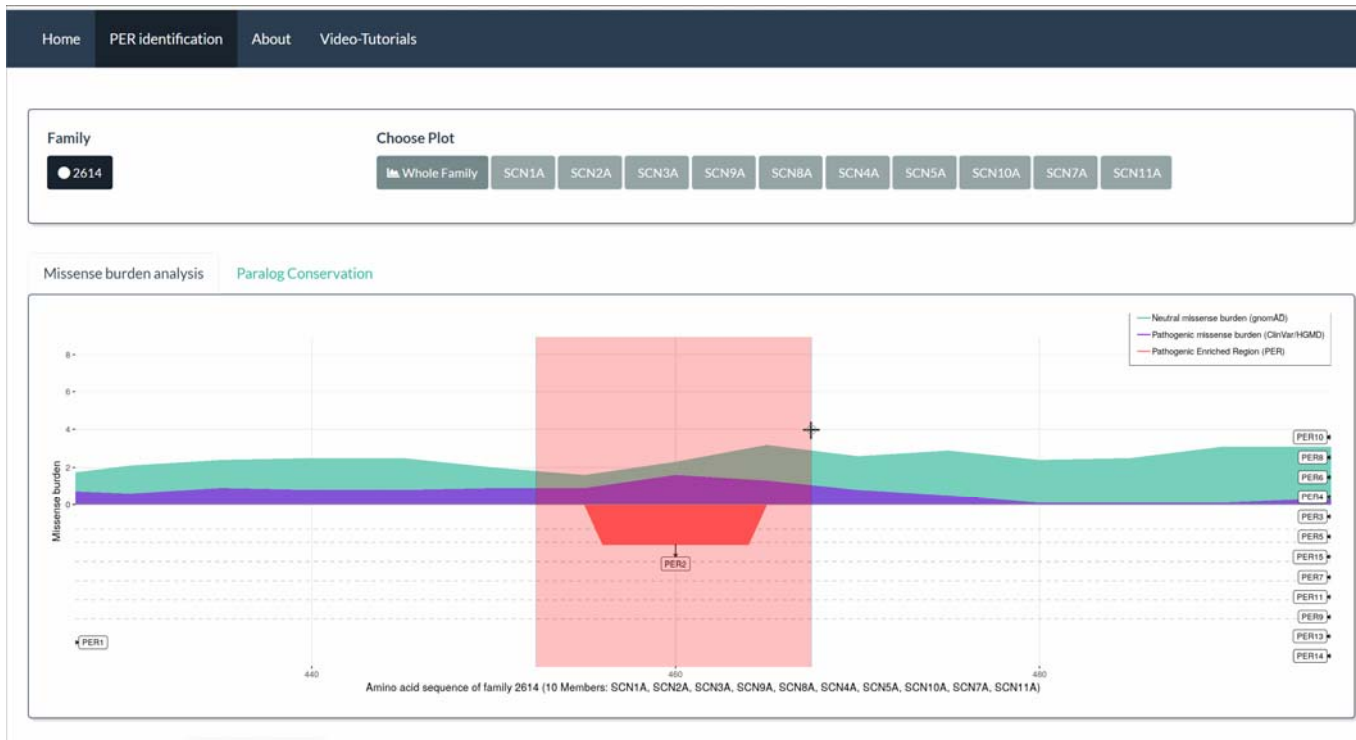 Home PER identification About Video-Tutorials
Family Choose Plot
2614 Whole Family SCN1A SCN2A SCN3A SCN9A SCN8A SCN4A SCN5A SCN10A SCN7A SCN11A
Missense burden analysis Paralog Conservation
Neutral missense burden (gnomAD)
Pathogenic missense burden (ClinVar/HGMD)
Pathogenic Enriched Region (PER)
8
6
4
2
0
Missense burden
PER10
PER8
PER6
PER4
PER3
PER5
PER15
PER7
PER11
PER9
PER13
PER14
PER2
PER1
440 460 480
Amino acid sequence of family 2614 (10 Members: SCN1A, SCN2A, SCN3A, SCN9A, SCN8A, SCN4A, SCN5A, SCN10A, SCN7A, SCN11A)